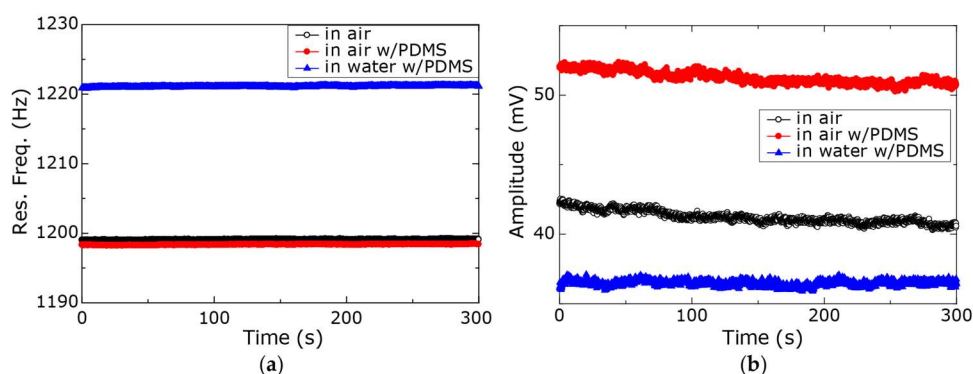 1230
1220
1210
1200
1190
Res. Freq. (Hz)
in air
in air w/PDMS
in water w/PDMS
0
100
200
300
Time (s)
(a)
50
40
Amplitude (mV)
in air
in air w/PDMS
in water w/PDMS
0
100
200
300
Time (s)
(b)